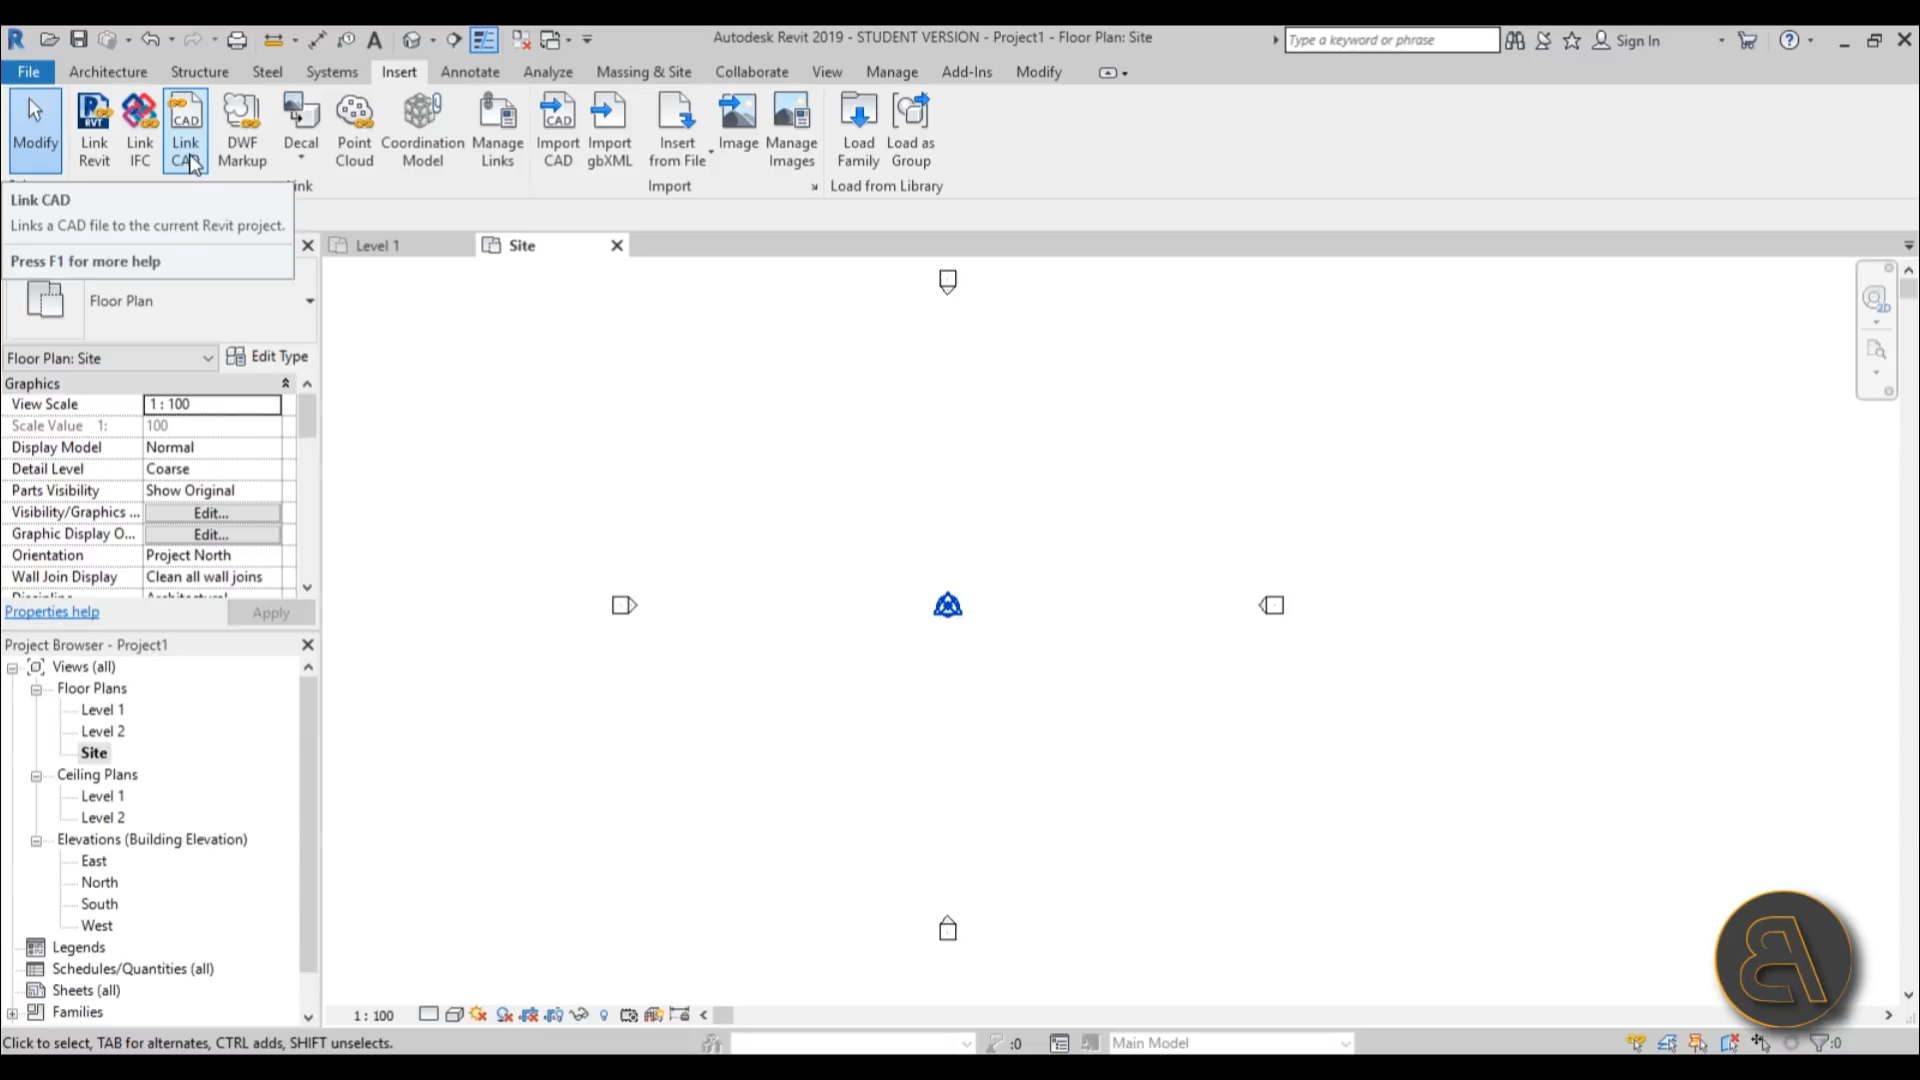 Autodesk Revit 2019 - STUDENT VERSION - Project1 - Floor Plan: Site
Type a keyword or phrase
Sign In
File Architecture Structure Steel Systems Insert Annotate Analyze Massing & Site Collaborate View Manage Add-Ins Modify
Modify
Link Revit
Link IFC
Link CAD
DWF Markup
Decal
Point Cloud
Coordination Model
Manage Links
Import CAD
Import gbXML
Insert from File
Image
Manage Images
Load Family
Load as Group
Import
Load from Library
Link CAD
Links a CAD file to the current Revit project.
Press F1 for more help
Level 1
Site
Floor Plan
Floor Plan: Site
Edit Type
Graphics
View Scale 1 : 100
Scale Value 1: 100
Display Model Normal
Detail Level Coarse
Parts Visibility Show Original
Visibility/Graphics ... Edit...
Graphic Display O... Edit...
Orientation Project North
Wall Join Display Clean all wall joins
Properties help
Apply
Project Browser - Project1
Views (all)
Floor Plans
Level 1
Level 2
Site
Ceiling Plans
Level 1
Level 2
Elevations (Building Elevation)
East
North
South
West
Legends
Schedules/Quantities (all)
Sheets (all)
Families
1 : 100
Click to select, TAB for alternates, CTRL adds, SHIFT unselects.
:0
Main Model
:0